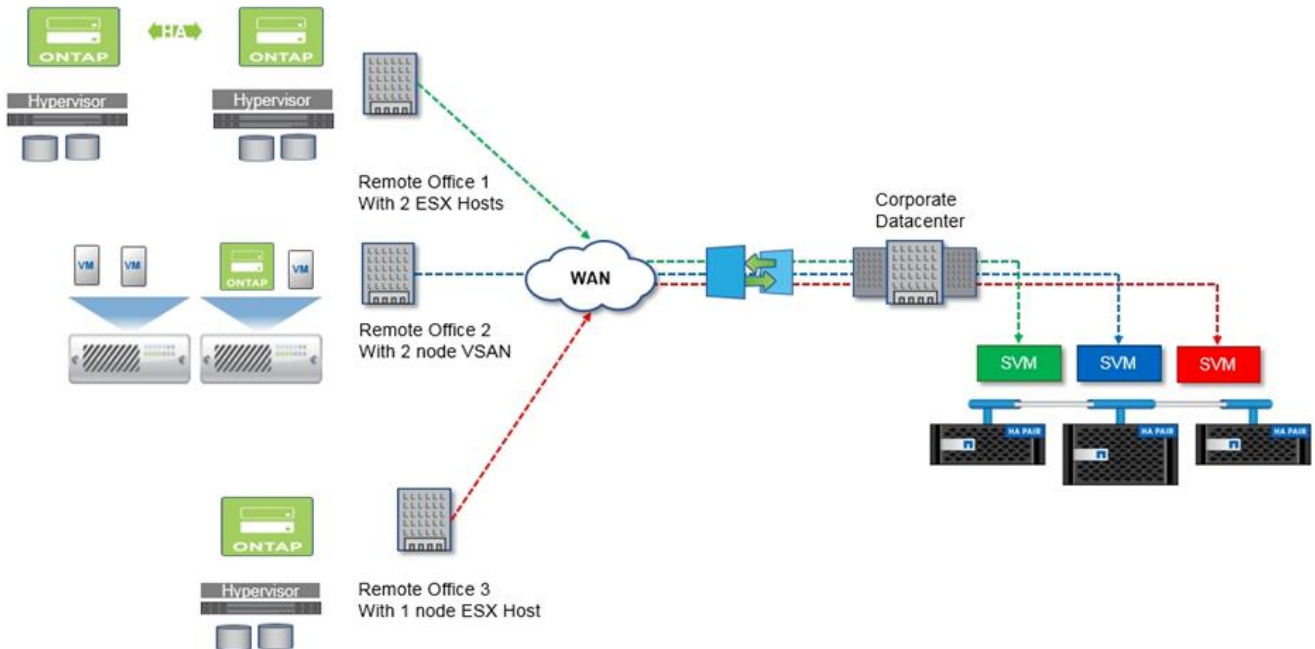 ONTAP
HA
ONTAP
Hypervisor
Hypervisor
Remote Office 1
With 2 ESX Hosts
VM
VM
ONTAP
VM
Remote Office 2
With 2 node VSAN
WAN
Corporate
Datacenter
SVM
SVM
SVM
HA PAIR
HA PAIR
HA PAIR
ONTAP
Hypervisor
Remote Office 3
With 1 node ESX Host